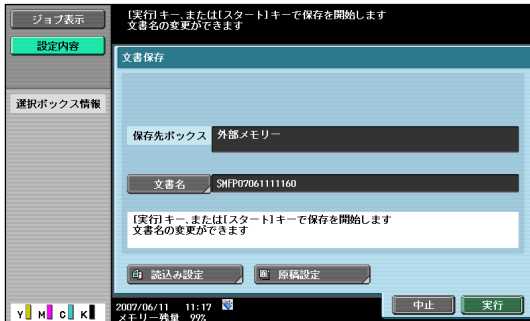 ジョブ表示
[実行]キー、または[スタート]キーで保存を開始します
文書名の変更ができます
設定内容
文書保存
選択ボックス情報
保存先ボックス 外部メモリー
文書名 SMFP07061111160
[実行]キー、または[スタート]キーで保存を開始します
文書名の変更ができます
読込み設定 原稿設定
中止 実行
Y M C K
2007/06/11 11:17
メモリー残量 99%